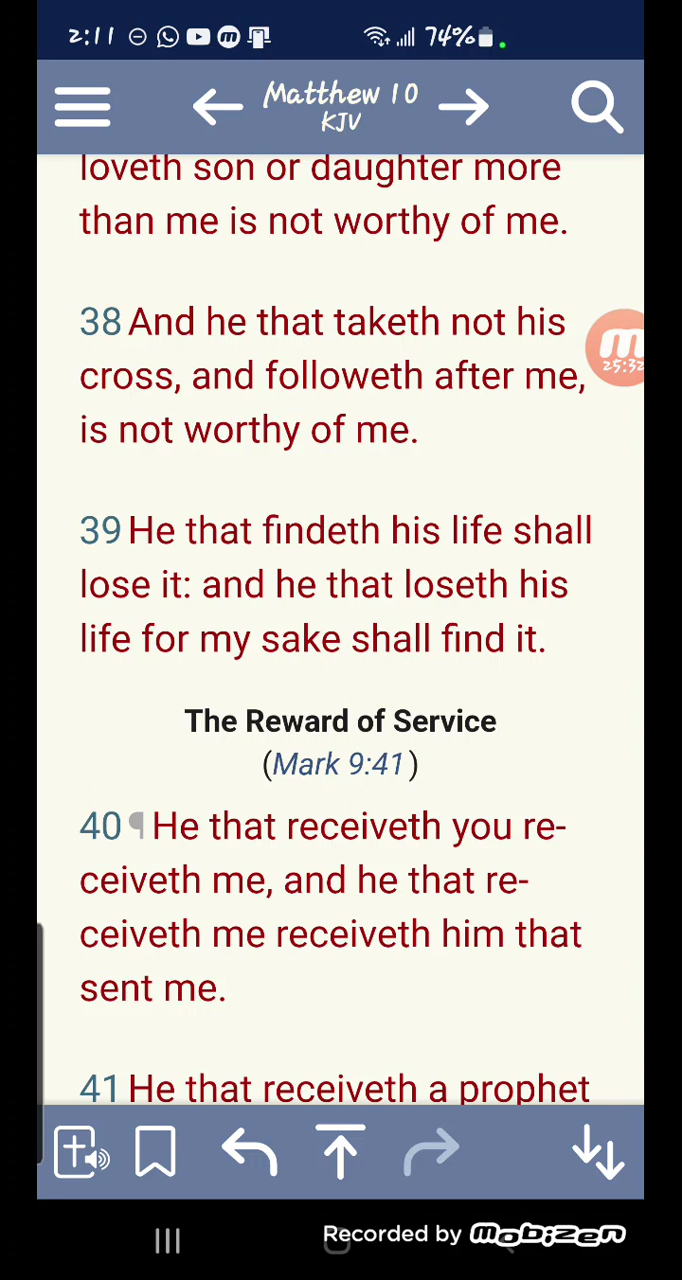 2:11 74%
Matthew 10
KJV
loveth son or daughter more
than me is not worthy of me.
38 And he that taketh not his
cross, and followeth after me,
is not worthy of me.
m
25:32
39 He that findeth his life shall
lose it: and he that loseth his
life for my sake shall find it.
The Reward of Service
(Mark 9:41)
40 ¶ He that receiveth you re-
ceiveth me, and he that re-
ceiveth me receiveth him that
sent me.
41 He that receiveth a prophet
Recorded by mobizen